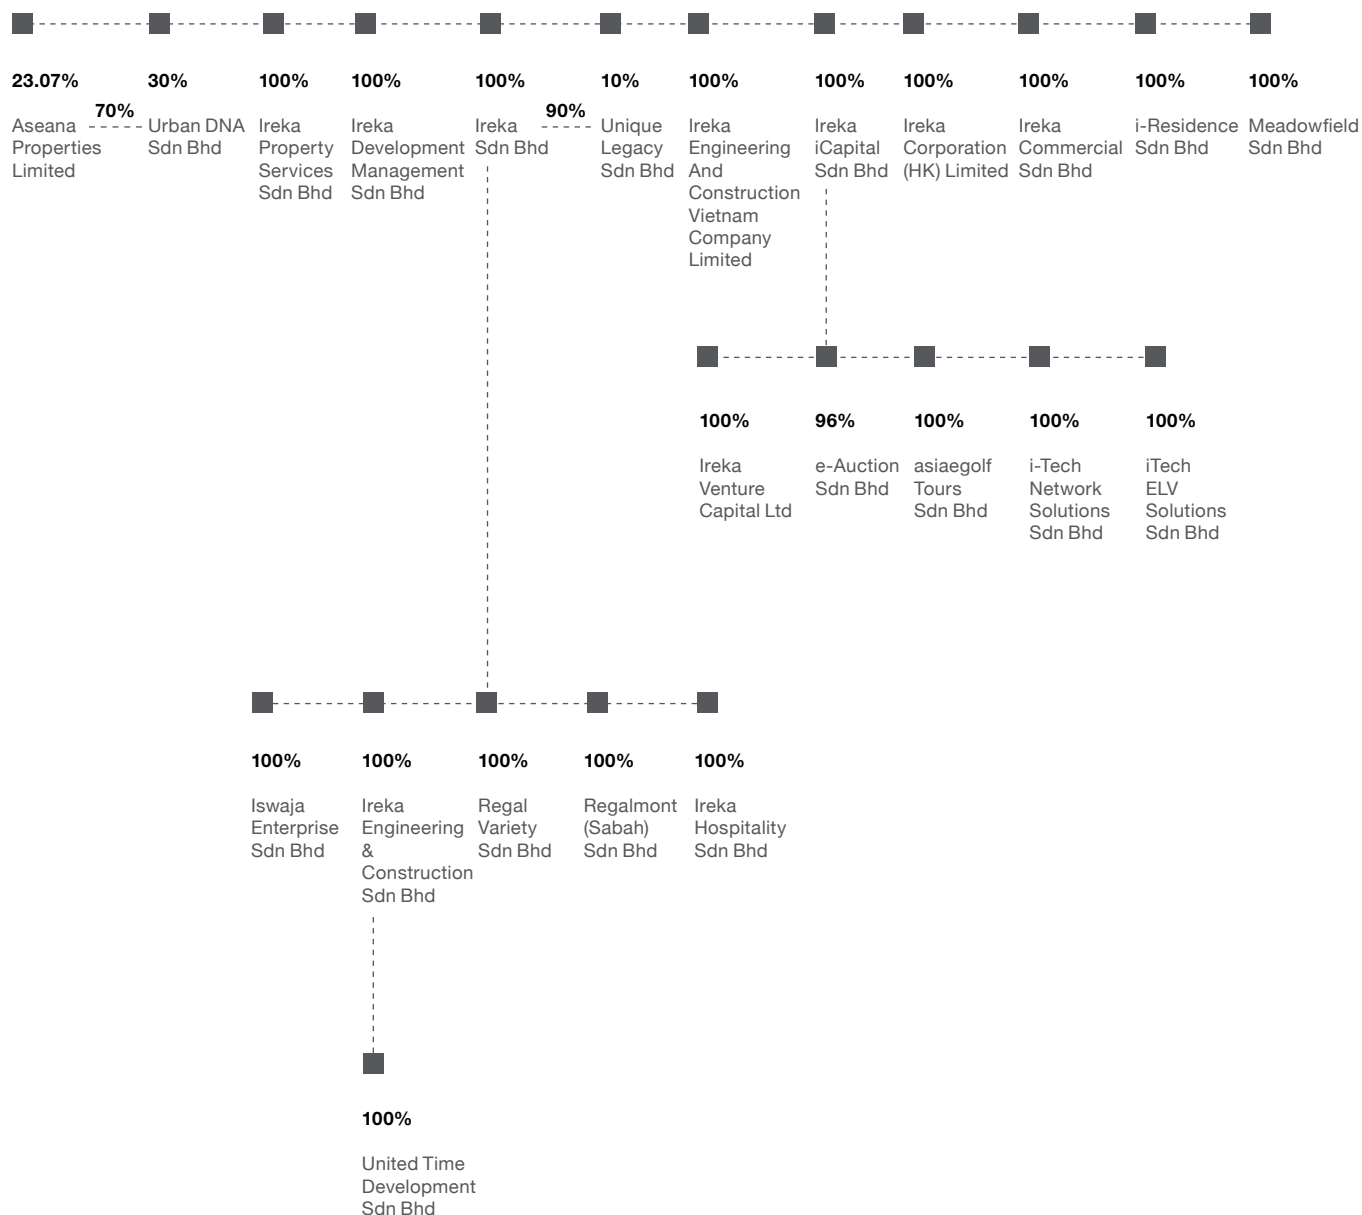 23.07%
70%
30%
100%
100%
100%
90%
10%
100%
100%
100%
100%
100%
100%
Aseana
Properties
Limited
Urban DNA
Sdn Bhd
Ireka
Property
Services
Sdn Bhd
Ireka
Development
Management
Sdn Bhd
Ireka
Sdn Bhd
Unique
Legacy
Sdn Bhd
Ireka
Engineering
And
Construction
Vietnam
Company
Limited
Ireka
iCapital
Sdn Bhd
Ireka
Corporation
(HK) Limited
Ireka
Commercial
Sdn Bhd
i-Residence
Sdn Bhd
Meadowfield
Sdn Bhd
100%
Ireka
Venture
Capital Ltd
96%
e-Auction
Sdn Bhd
100%
asiaegolf
Tours
Sdn Bhd
100%
i-Tech
Network
Solutions
Sdn Bhd
100%
iTech
ELV
Solutions
Sdn Bhd
100%
Iswaja
Enterprise
Sdn Bhd
100%
Ireka
Engineering
&
Construction
Sdn Bhd
100%
Regal
Variety
Sdn Bhd
100%
Regalmont
(Sabah)
Sdn Bhd
100%
Ireka
Hospitality
Sdn Bhd
100%
United Time
Development
Sdn Bhd